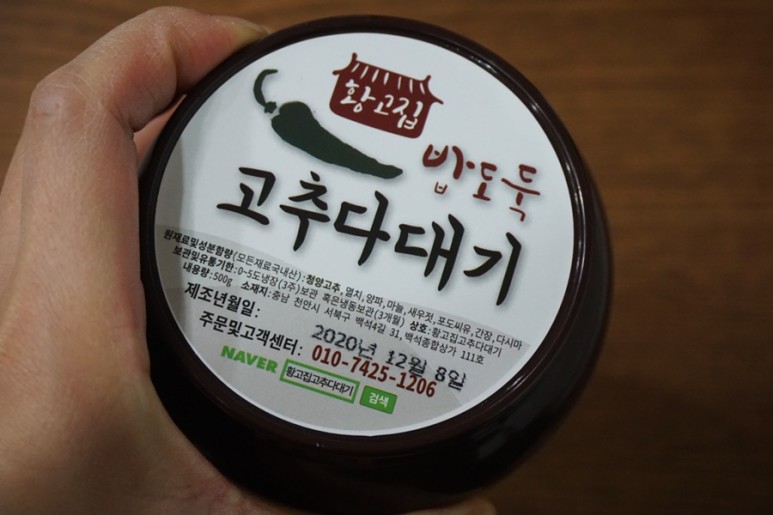 황고집
밥도둑
고추다대기
원재료및성분함량(모든재료국내산):청양고추,멸치,양파,마늘,새우젓,포도씨유,간장,다시마
보관및유통기한:0~5도냉장(3주)보관 혹은냉동보관(3개월) 상호:황고집고추다대기
내용량:500g 소재지:충남 천안시 서북구 백석4길 31,백석종합상가 111호
제조년월일:
2020년 12월 8일
주문및고객센터: 010-7425-1206
NAVER 황고집고추다대기 검색